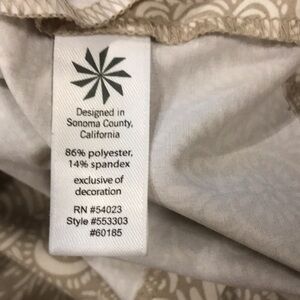 Designed in
Sonoma County,
California
86% polyester,
14% spandex
exclusive of
decoration
RN #54023
Style #553303
#60185